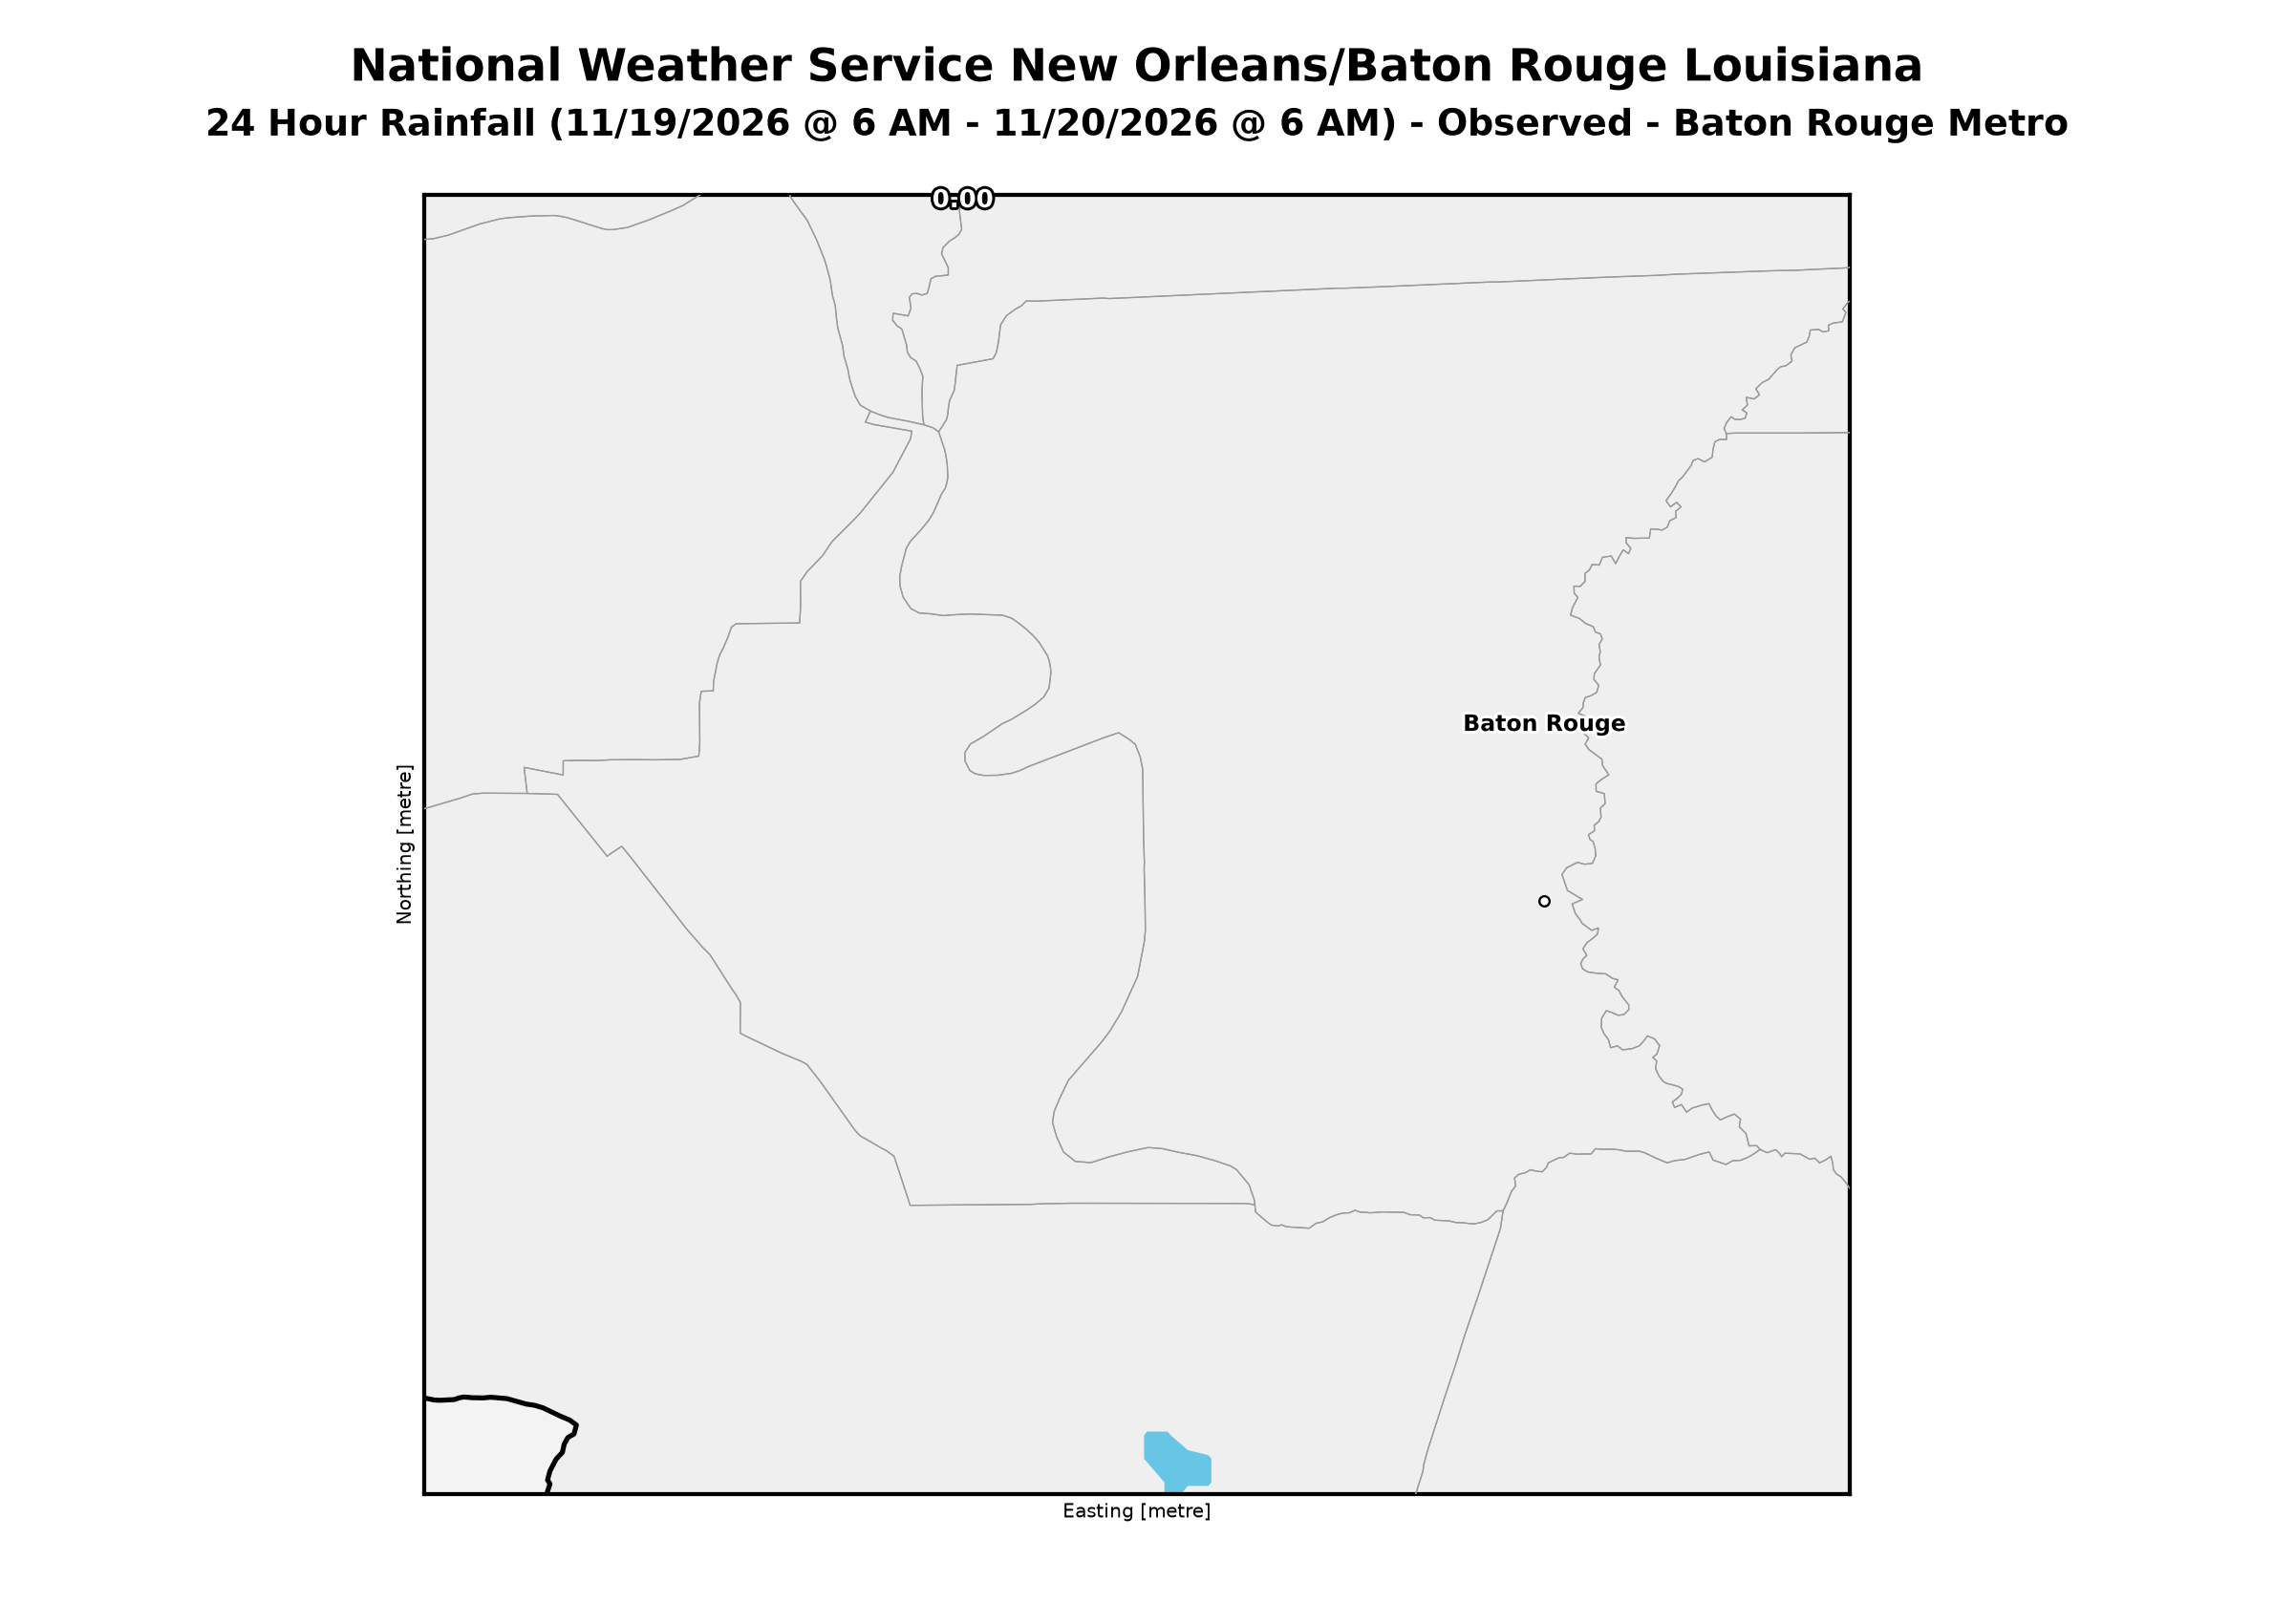 National Weather Service New Orleans/Baton Rouge Louisiana
24 Hour Rainfall (11/19/2026 @ 6 AM - 11/20/2026 @ 6 AM) - Observed - Baton Rouge Metro
0.00
Baton Rouge
Northing [metre]
Easting [metre]